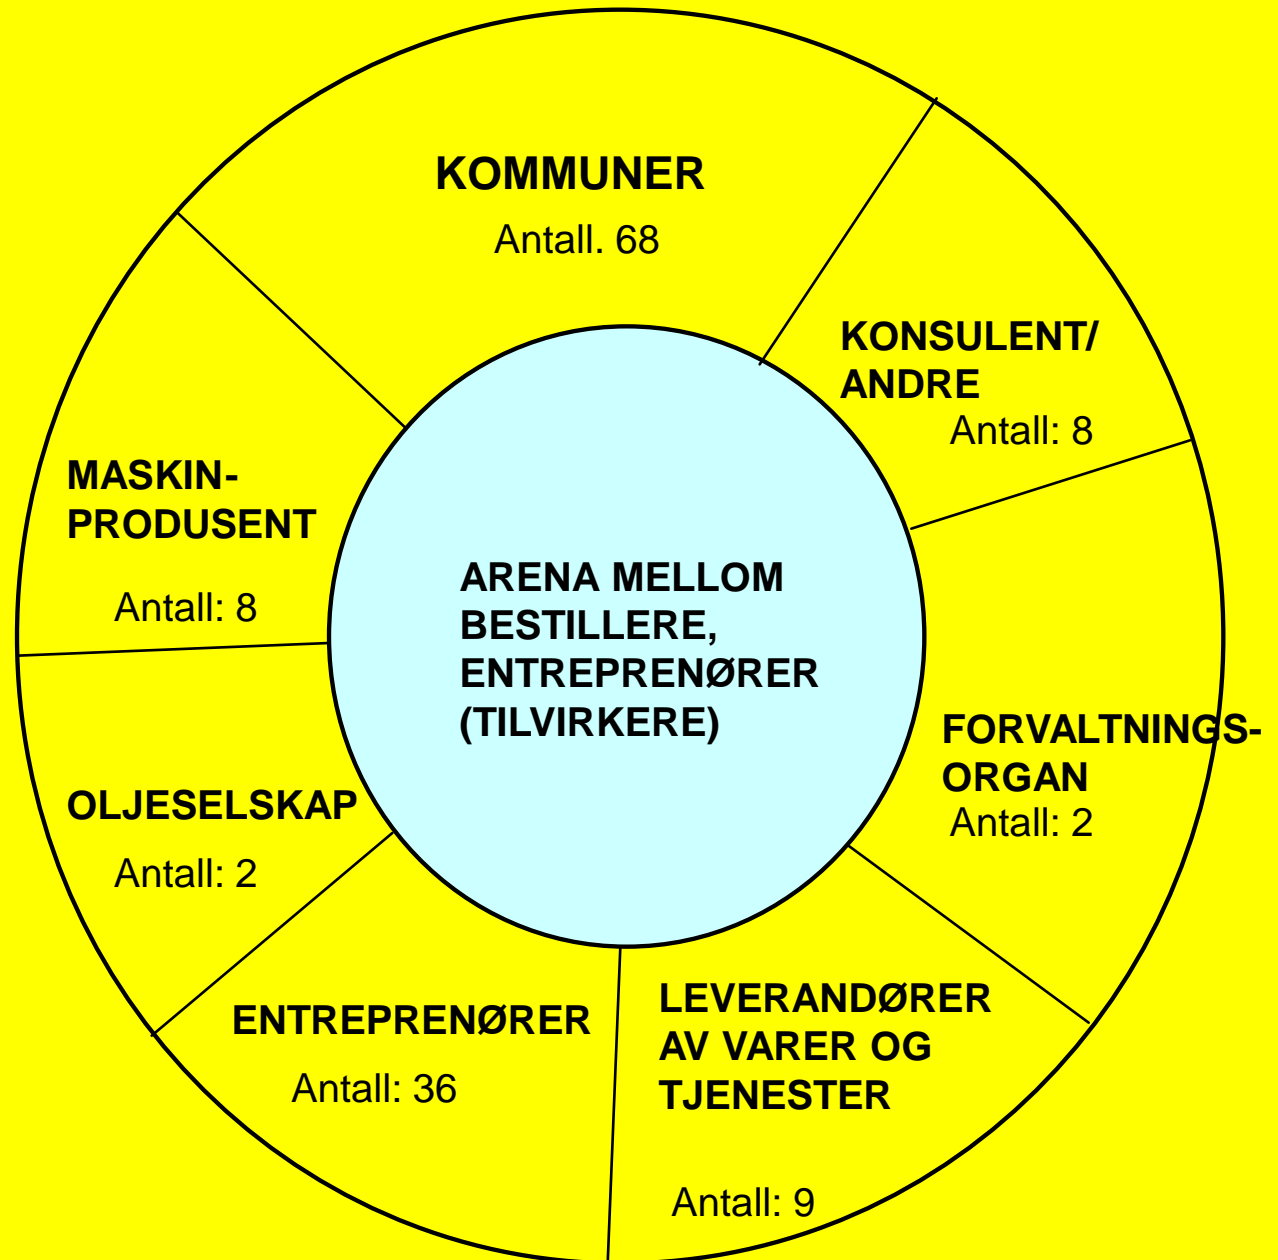 KOMMUNER
Antall. 68
KONSULENT/
ANDRE
Antall: 8
MASKIN-
PRODUSENT
Antall: 8
ARENA MELLOM
BESTILLERE,
ENTREPRENØRER
(TILVIRKERE)
FORVALTNINGS-
ORGAN
Antall: 2
OLJESELSKAP
Antall: 2
ENTREPRENØRER
Antall: 36
LEVERANDØRER
AV VARER OG
TJENESTER
Antall: 9